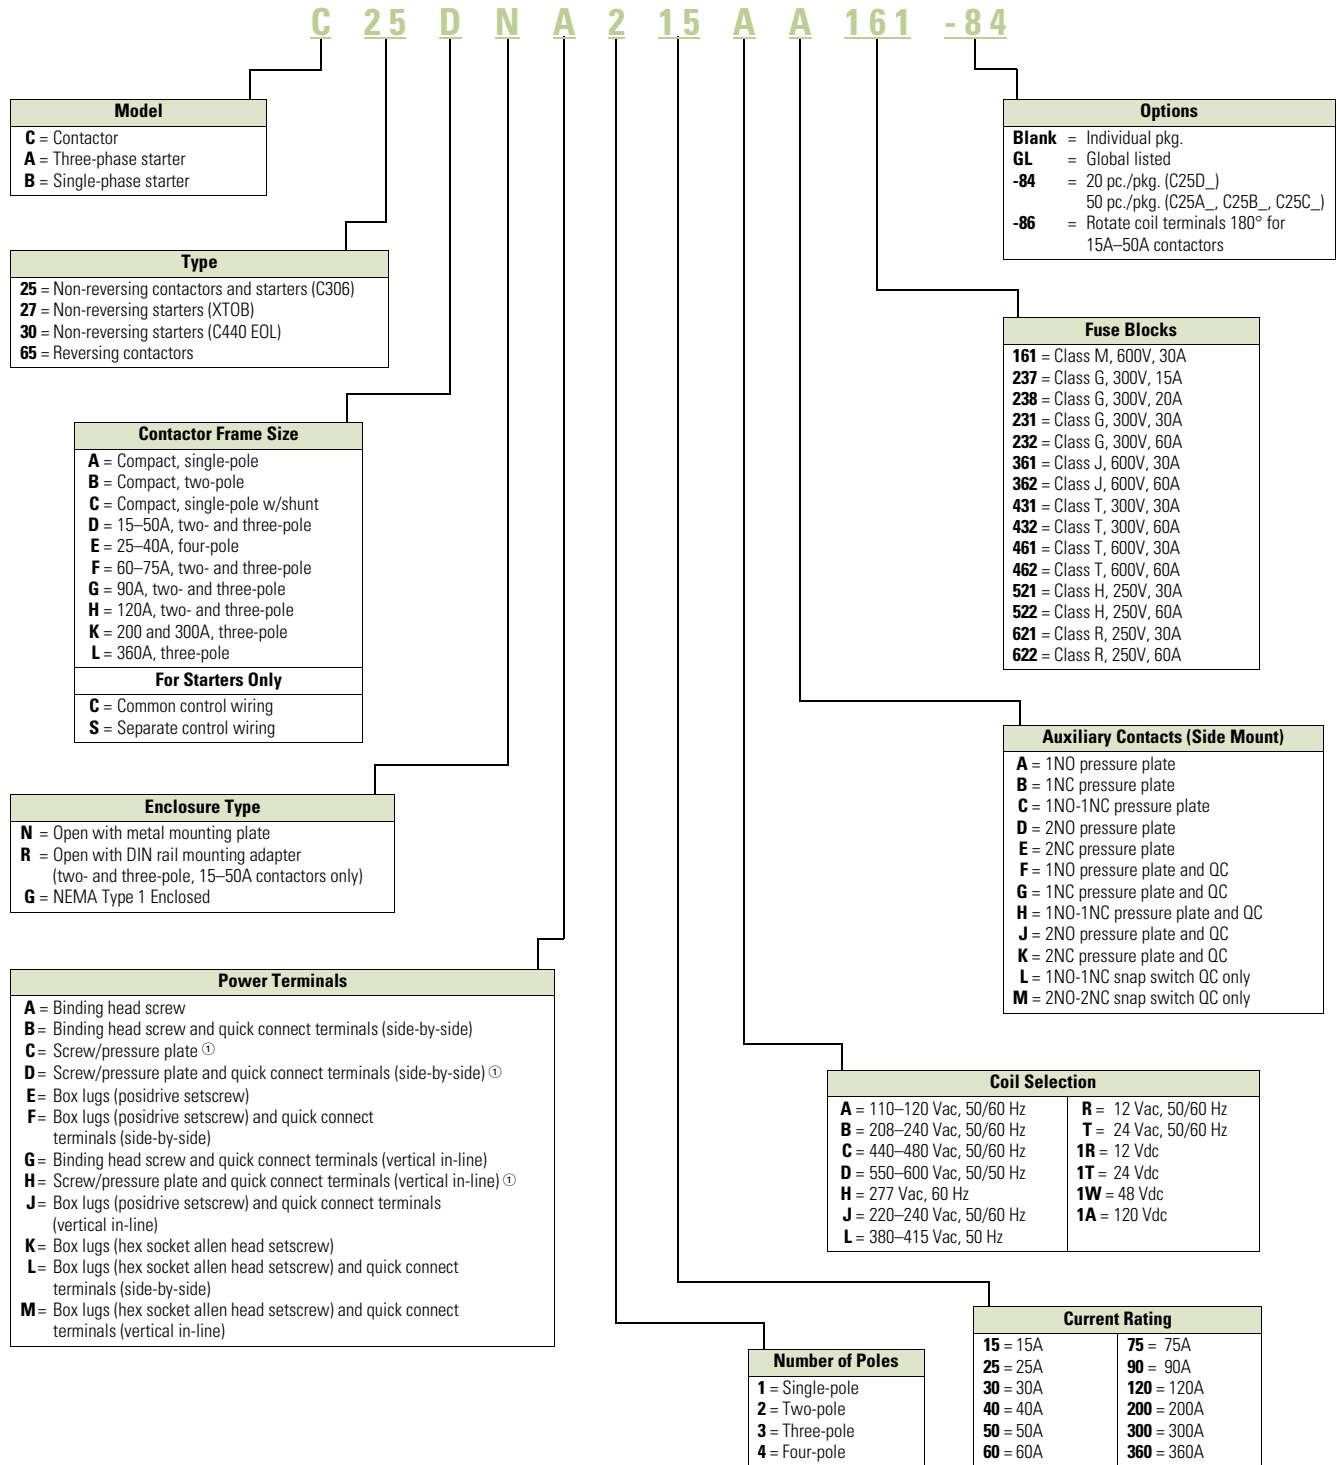 C 25 D N A 2 15 A A 161 -84
Model
C = Contactor
A = Three-phase starter
B = Single-phase starter
Type
25 = Non-reversing contactors and starters (C306)
27 = Non-reversing starters (XTOB)
30 = Non-reversing starters (C440 EOL)
65 = Reversing contactors
Contactor Frame Size
A = Compact, single-pole
B = Compact, two-pole
C = Compact, single-pole w/shunt
D = 15–50A, two- and three-pole
E = 25–40A, four-pole
F = 60–75A, two- and three-pole
G = 90A, two- and three-pole
H = 120A, two- and three-pole
K = 200 and 300A, three-pole
L = 360A, three-pole
For Starters Only
C = Common control wiring
S = Separate control wiring
Enclosure Type
N = Open with metal mounting plate
R = Open with DIN rail mounting adapter
(two- and three-pole, 15–50A contactors only)
G = NEMA Type 1 Enclosed
Power Terminals
A = Binding head screw
B = Binding head screw and quick connect terminals (side-by-side)
C = Screw/pressure plate ①
D = Screw/pressure plate and quick connect terminals (side-by-side) ①
E = Box lugs (posidrive setscrew)
F = Box lugs (posidrive setscrew) and quick connect
terminals (side-by-side)
G = Binding head screw and quick connect terminals (vertical in-line)
H = Screw/pressure plate and quick connect terminals (vertical in-line) ①
J = Box lugs (posidrive setscrew) and quick connect terminals
(vertical in-line)
K = Box lugs (hex socket allen head setscrew)
L = Box lugs (hex socket allen head setscrew) and quick connect
terminals (side-by-side)
M = Box lugs (hex socket allen head setscrew) and quick connect
terminals (vertical in-line)
Number of Poles
1 = Single-pole
2 = Two-pole
3 = Three-pole
4 = Four-pole
Current Rating
15 = 15A
25 = 25A
30 = 30A
40 = 40A
50 = 50A
60 = 60A
75 = 75A
90 = 90A
120 = 120A
200 = 200A
300 = 300A
360 = 360A
Coil Selection
A = 110–120 Vac, 50/60 Hz
B = 208–240 Vac, 50/60 Hz
C = 440–480 Vac, 50/60 Hz
D = 550–600 Vac, 50/50 Hz
H = 277 Vac, 60 Hz
J = 220–240 Vac, 50/60 Hz
L = 380–415 Vac, 50 Hz
R = 12 Vac, 50/60 Hz
T = 24 Vac, 50/60 Hz
1R = 12 Vdc
1T = 24 Vdc
1W = 48 Vdc
1A = 120 Vdc
Auxiliary Contacts (Side Mount)
A = 1NO pressure plate
B = 1NC pressure plate
C = 1NO-1NC pressure plate
D = 2NO pressure plate
E = 2NC pressure plate
F = 1NO pressure plate and QC
G = 1NC pressure plate and QC
H = 1NO-1NC pressure plate and QC
J = 2NO pressure plate and QC
K = 2NC pressure plate and QC
L = 1NO-1NC snap switch QC only
M = 2NO-2NC snap switch QC only
Fuse Blocks
161 = Class M, 600V, 30A
237 = Class G, 300V, 15A
238 = Class G, 300V, 20A
231 = Class G, 300V, 30A
232 = Class G, 300V, 60A
361 = Class J, 600V, 30A
362 = Class J, 600V, 60A
431 = Class T, 300V, 30A
432 = Class T, 300V, 60A
461 = Class T, 600V, 30A
462 = Class T, 600V, 60A
521 = Class H, 250V, 30A
522 = Class H, 250V, 60A
621 = Class R, 250V, 30A
622 = Class R, 250V, 60A
Options
Blank = Individual pkg.
GL = Global listed
-84 = 20 pc./pkg. (C25D_)
50 pc./pkg. (C25A_, C25B_, C25C_)
-86 = Rotate coil terminals 180° for
15A–50A contactors